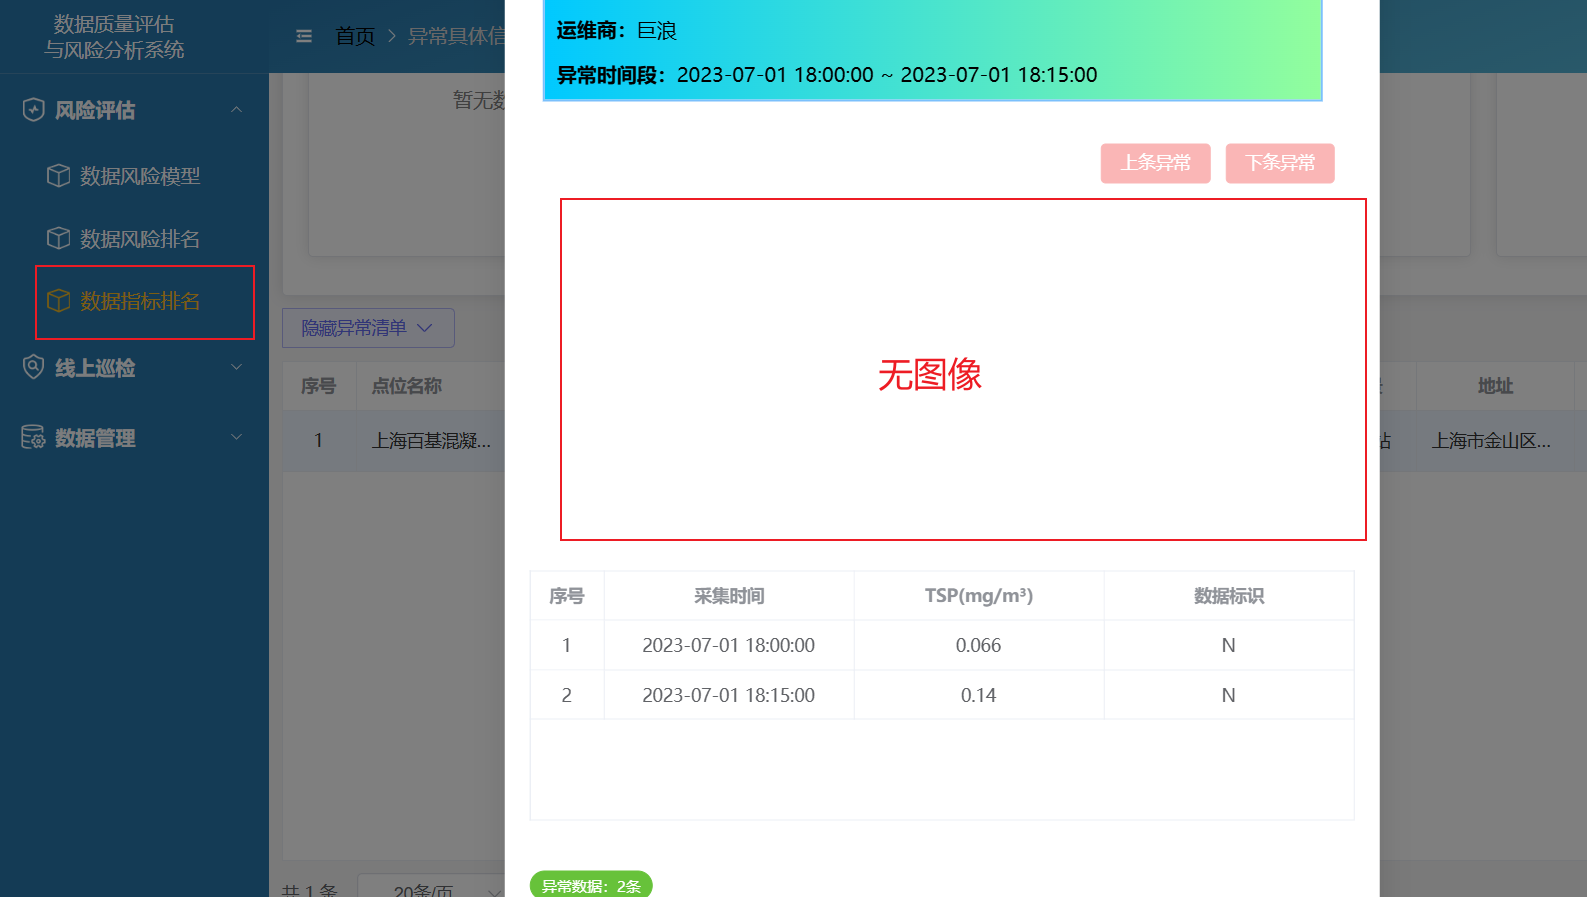 数据质量评估
与风险分析系统
风险评估
数据风险模型
数据风险排名
数据指标排名
线上巡检
数据管理
首页 > 异常具体信
暂无数
隐藏异常清单
序号 点位名称 地址
1 上海百基混凝... 站 上海市金山区...
共 1 条 20条/页
运维商：巨浪
异常时间段：2023-07-01 18:00:00 ~ 2023-07-01 18:15:00
上条异常 下条异常
无图像
序号 采集时间 TSP(mg/m³) 数据标识
1 2023-07-01 18:00:00 0.066 N
2 2023-07-01 18:15:00 0.14 N
异常数据：2条